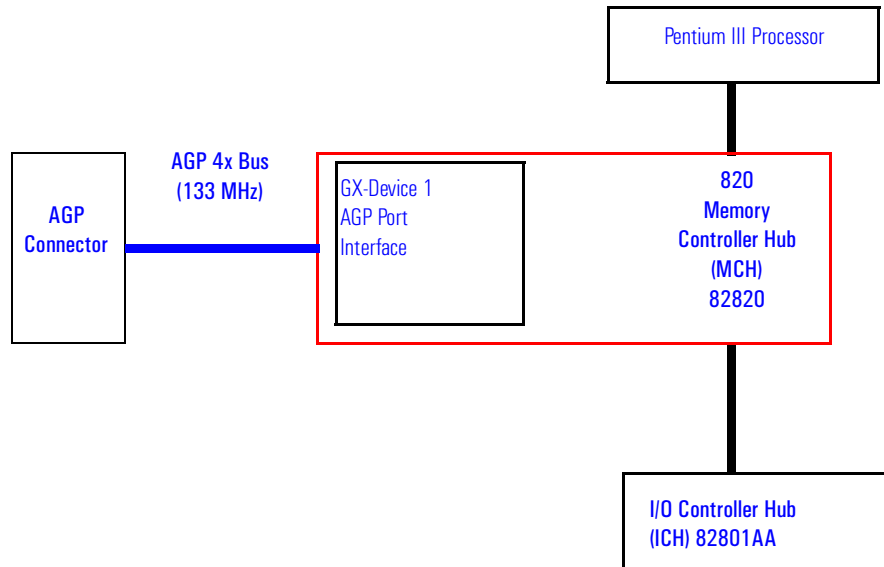 Pentium III Processor
AGP 4x Bus
(133 MHz)
AGP
Connector
GX-Device 1
AGP Port
Interface
820
Memory
Controller Hub
(MCH)
82820
I/O Controller Hub
(ICH) 82801AA